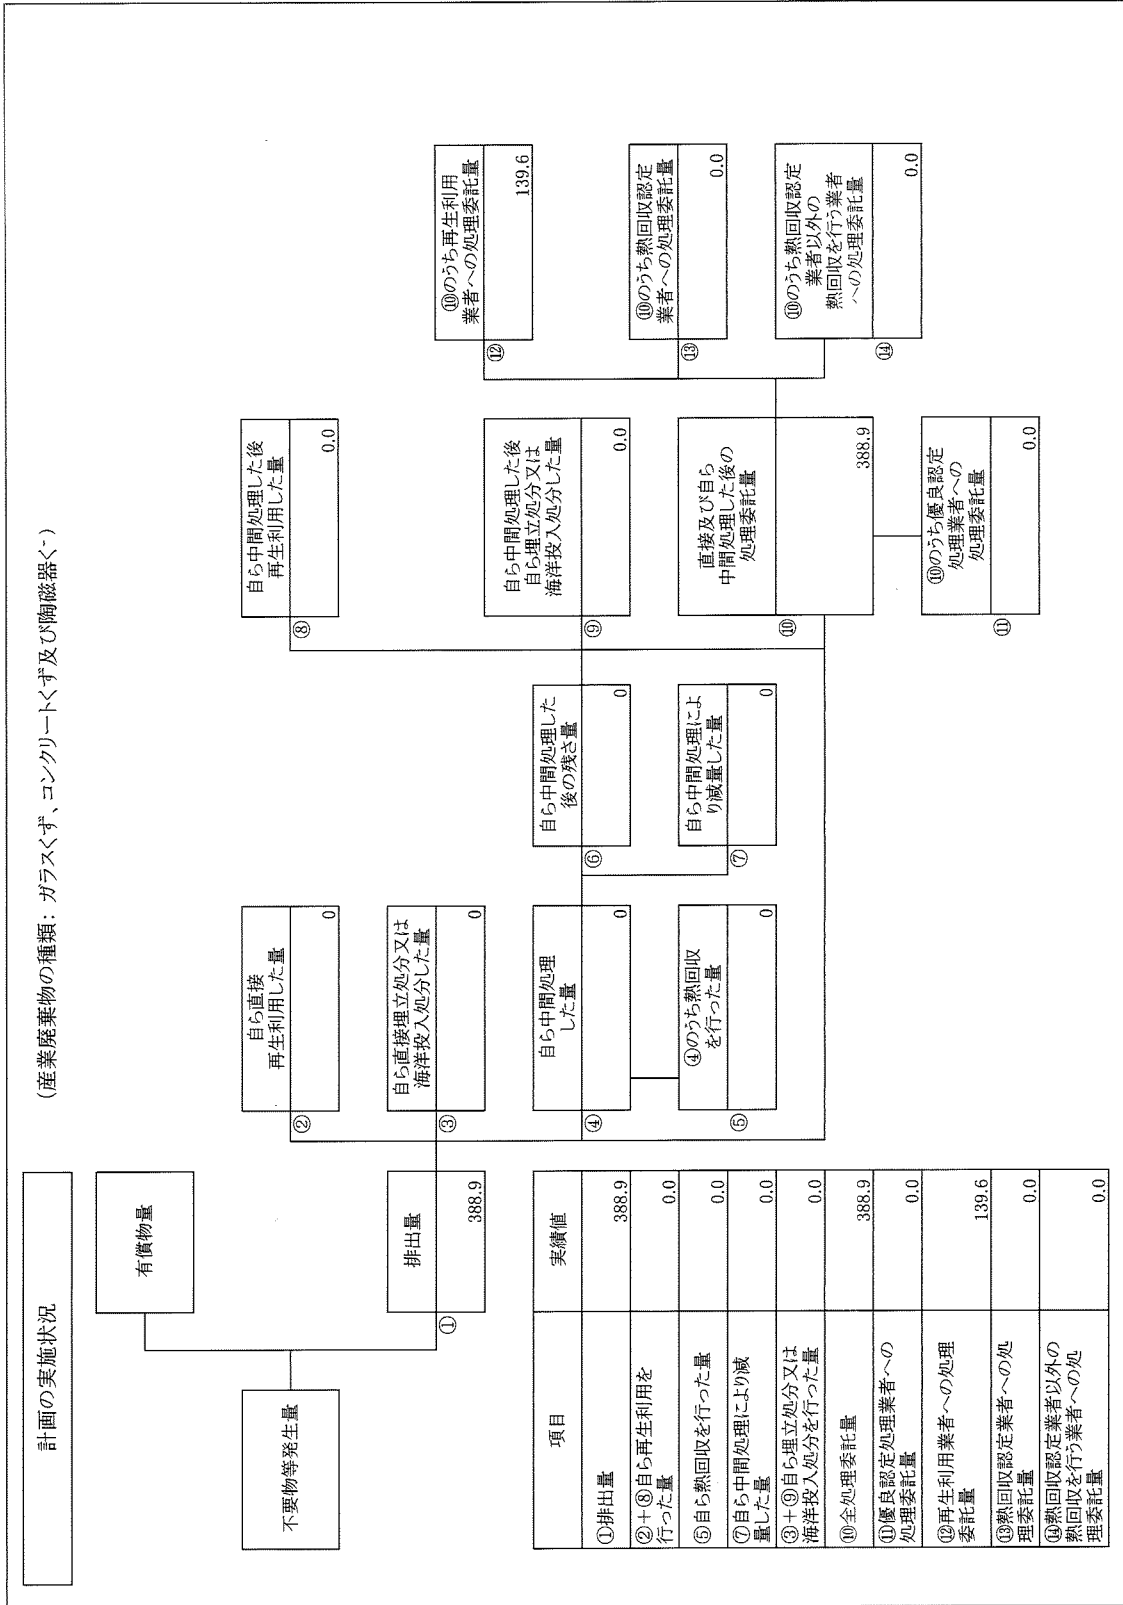 計画の実施状況
(産業廃棄物の種類: ガラスくず、コンクリートくず及び陶磁器く゛)
不要物等発生量
有償物量
①
排出量
388.9
②
自ら直接
再生利用した量
0
③
自ら直接埋立処分又は
海洋投入処分した量
0
④
自ら中間処理
した量
0
⑤
④のうち熱回収
を行った量
0
⑥
自ら中間処理した
後の残さ量
0
⑦
自ら中間処理によ
り減量した量
0
⑧
自ら中間処理した後
再生利用した量
0.0
⑨
自ら中間処理した後
自ら埋立処分又は
海洋投入処分した量
0.0
⑩
直接及び自ら
中間処理した後の
処理委託量
388.9
⑪
⑩のうち優良認定
処理業者への
処理委託量
0.0
⑫
⑩のうち再生利用
業者への処理委託量
139.6
⑬
⑩のうち熱回収認定
業者への処理委託量
0.0
⑭
⑩のうち熱回収認定
業者以外の
熱回収を行う業者
への処理委託量
0.0
項目 実績値
①排出量 388.9
②+⑧自ら再生利用を
行った量 0.0
⑤自ら熱回収を行った量 0.0
⑦自ら中間処理により減
量した量 0.0
③+⑨自ら埋立処分又は
海洋投入処分を行った量 0.0
⑩全処理委託量 388.9
⑪優良認定処理業者への
処理委託量 0.0
⑫再生利用業者への処理
委託量 139.6
⑬熱回収認定業者への処
理委託量 0.0
⑭熱回収認定業者以外の
熱回収を行う業者への処
理委託量 0.0